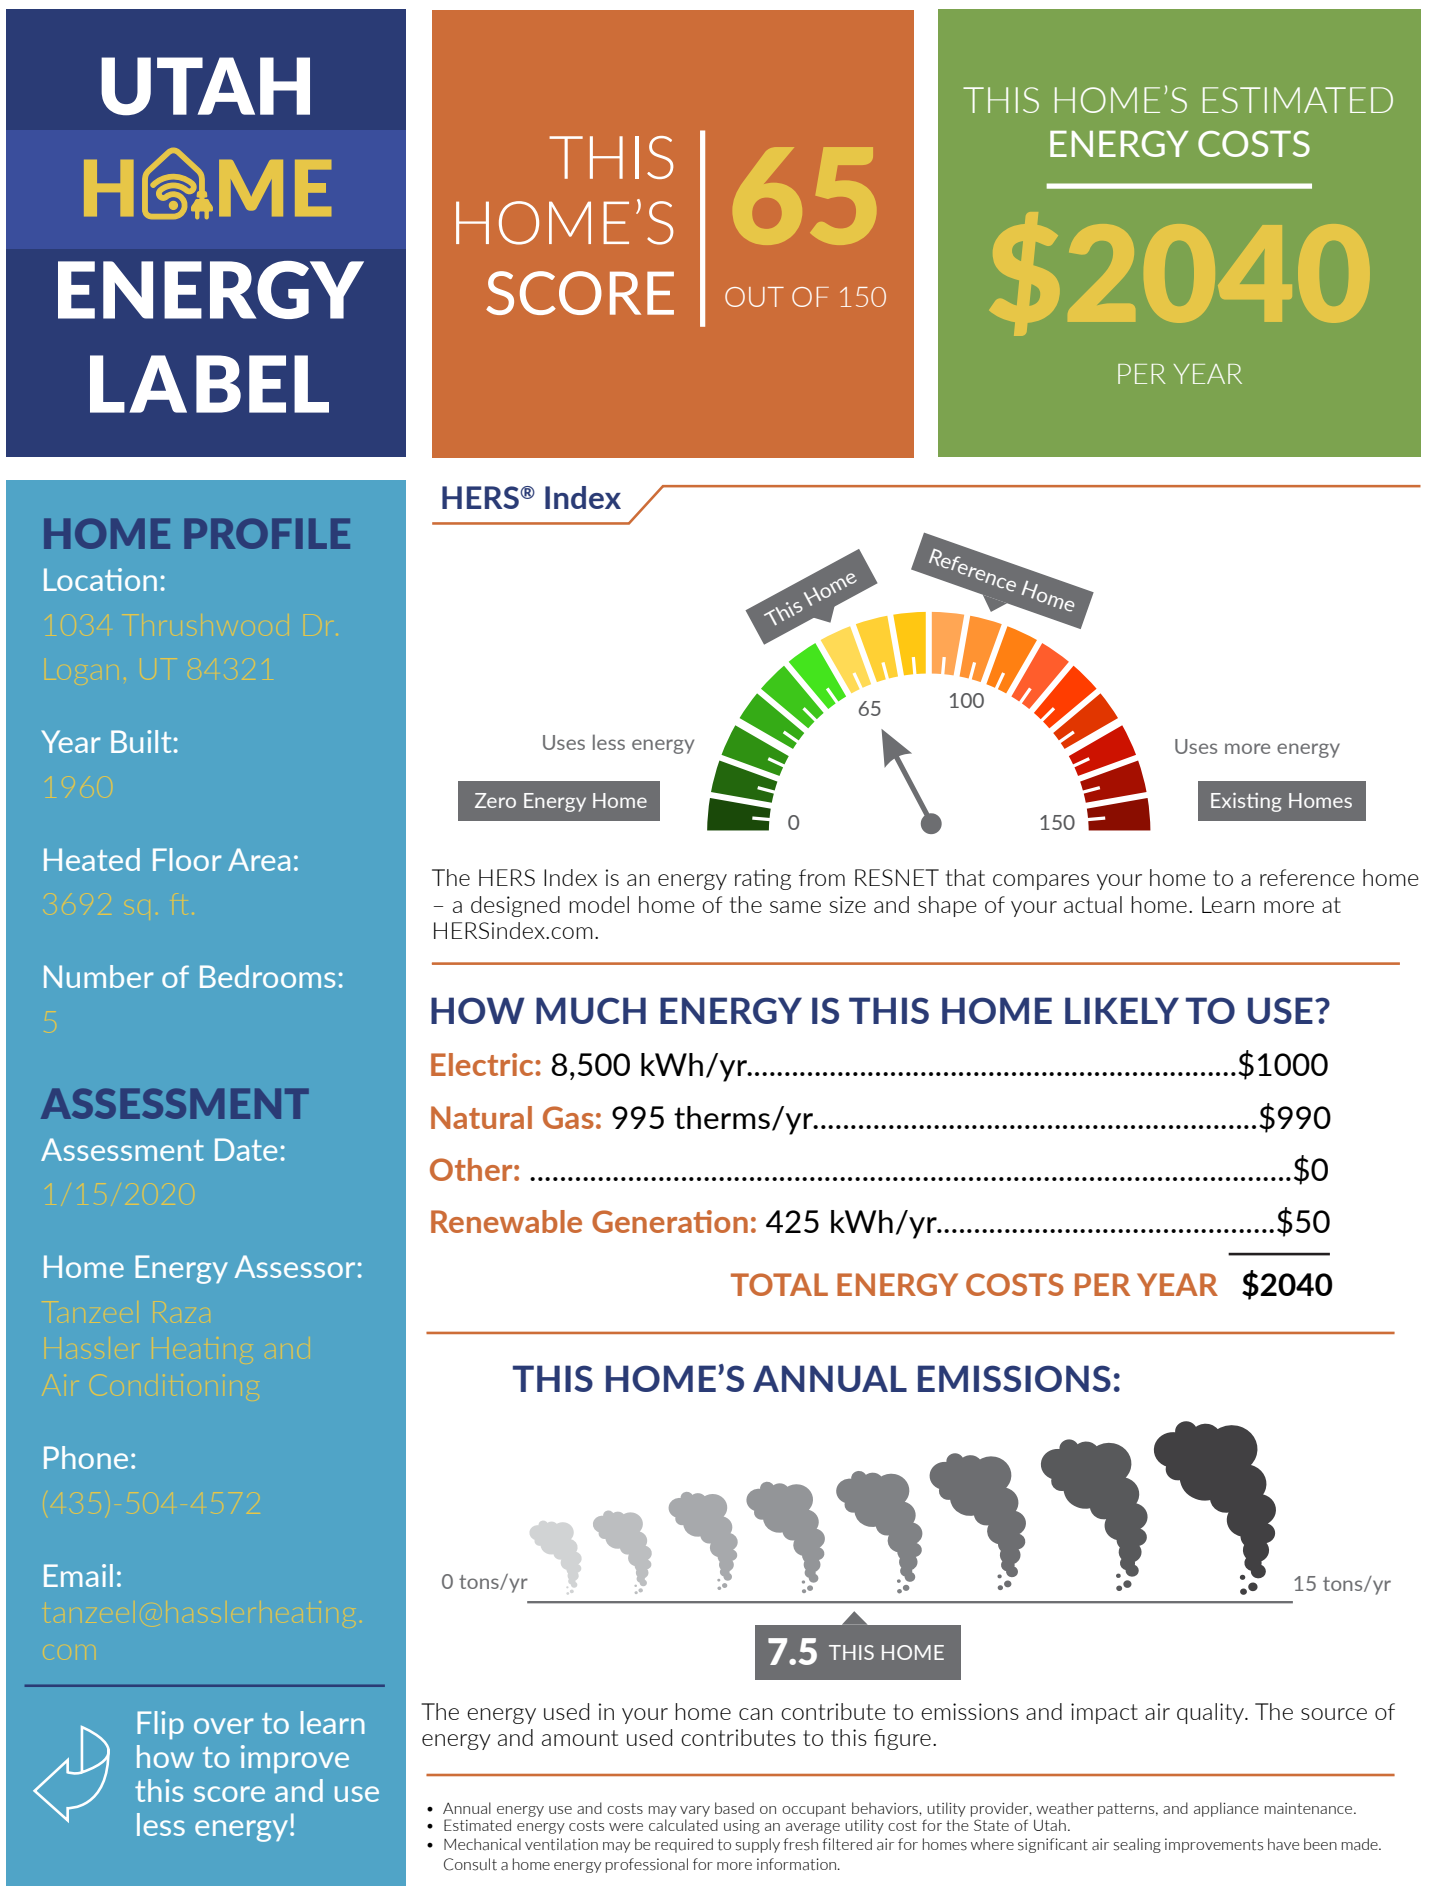 UTAH
HOME
ENERGY
LABEL
THIS
HOME’S
SCORE
65
OUT OF 150
THIS HOME’S ESTIMATED
ENERGY COSTS
$2040
PER YEAR
HOME PROFILE
Location:
1034 Thrushwood Dr.
Logan, UT 84321
Year Built:
1960
Heated Floor Area:
3692 sq. ft.
Number of Bedrooms:
5
ASSESSMENT
Assessment Date:
1/15/2020
Home Energy Assessor:
Tanzeel Raza
Hassler Heating and
Air Conditioning
Phone:
(435)-504-4572
Email:
tanzeel@hasslerheating.
com
Flip over to learn
how to improve
this score and use
less energy!
HERS® Index
This Home
Reference Home
65
100
Uses less energy
Uses more energy
Zero Energy Home
Existing Homes
0
150
The HERS Index is an energy rating from RESNET that compares your home to a reference home
– a designed model home of the same size and shape of your actual home. Learn more at
HERSindex.com.
HOW MUCH ENERGY IS THIS HOME LIKELY TO USE?
Electric: 8,500 kWh/yr.................................................................$1000
Natural Gas: 995 therms/yr...........................................................$990
Other: .....................................................................................................$0
Renewable Generation: 425 kWh/yr.............................................$50
TOTAL ENERGY COSTS PER YEAR $2040
THIS HOME’S ANNUAL EMISSIONS:
0 tons/yr
15 tons/yr
7.5 THIS HOME
The energy used in your home can contribute to emissions and impact air quality. The source of
energy and amount used contributes to this figure.
• Annual energy use and costs may vary based on occupant behaviors, utility provider, weather patterns, and appliance maintenance.
• Estimated energy costs were calculated using an average utility cost for the State of Utah.
• Mechanical ventilation may be required to supply fresh filtered air for homes where significant air sealing improvements have been made.
Consult a home energy professional for more information.